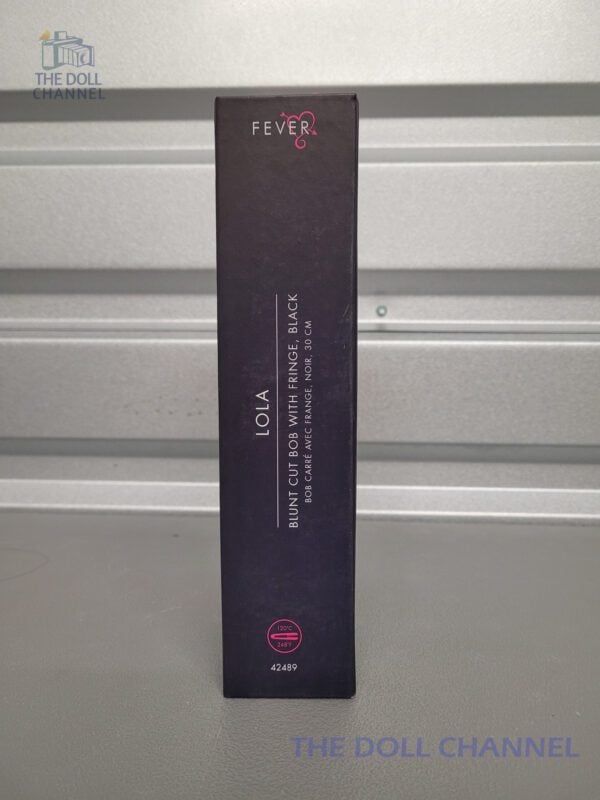 THE DOLL
CHANNEL
FEVER
LOLA
BLUNT CUT BOB WITH FRINGE, BLACK
BOB CARRÉ AVEC FRANGE, NOIR, 30 CM
120°C
248°F
42489
THE DOLL CHANNEL